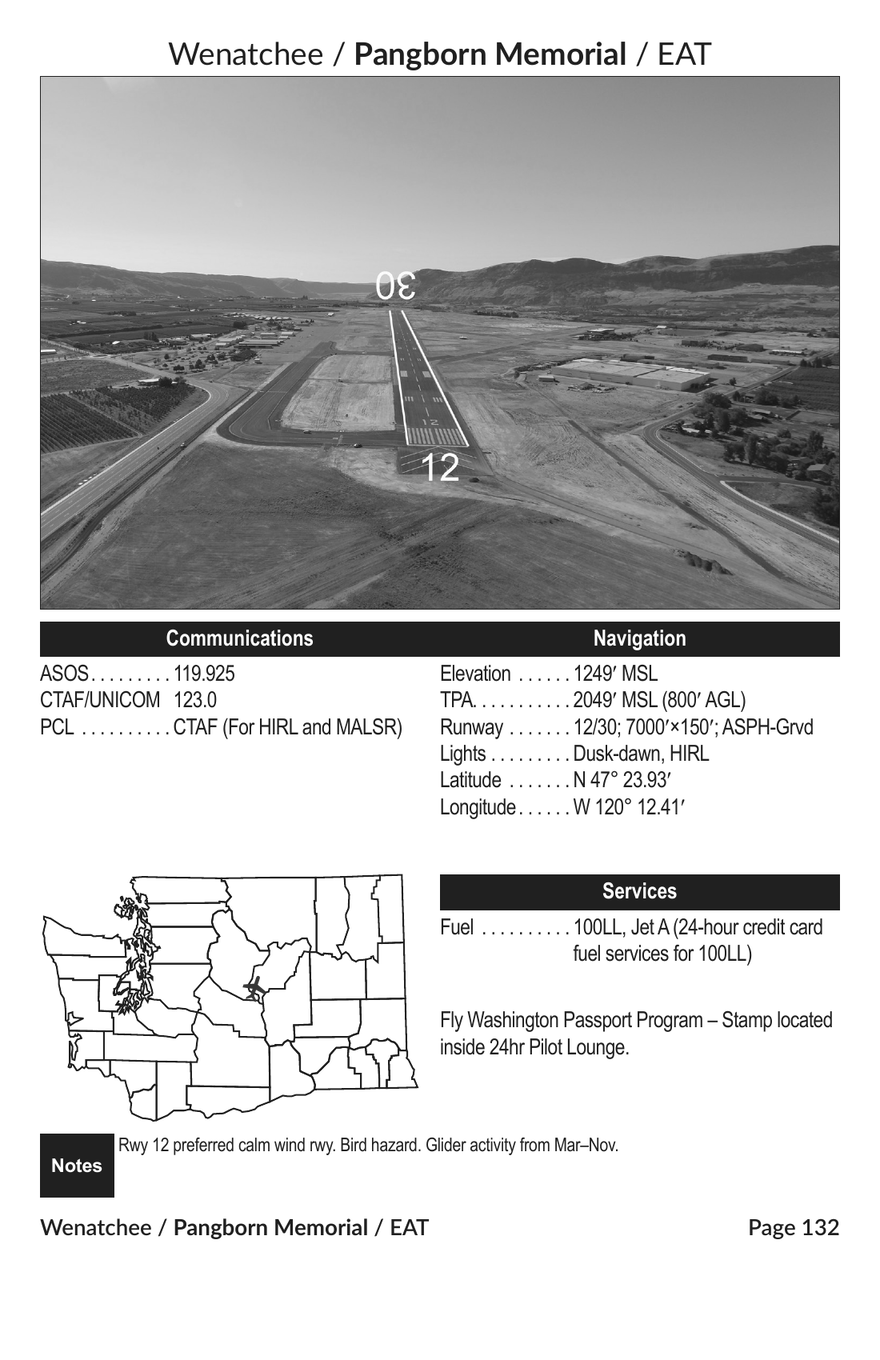 Wenatchee / Pangborn Memorial / EAT
30
12
12
Communications
ASOS . . . . . . . . . 119.925
CTAF/UNICOM 123.0
PCL . . . . . . . . . . CTAF (For HIRL and MALSR)
Navigation
Elevation . . . . . . 1249′ MSL
TPA. . . . . . . . . . . 2049′ MSL (800′ AGL)
Runway . . . . . . . 12/30; 7000′×150′; ASPH-Grvd
Lights . . . . . . . . . Dusk-dawn, HIRL
Latitude . . . . . . . N 47° 23.93′
Longitude . . . . . . W 120° 12.41′
Services
Fuel . . . . . . . . . . 100LL, Jet A (24-hour credit card
fuel services for 100LL)
Fly Washington Passport Program – Stamp located
inside 24hr Pilot Lounge.
Notes
Rwy 12 preferred calm wind rwy. Bird hazard. Glider activity from Mar–Nov.
Wenatchee / Pangborn Memorial / EAT
Page 132